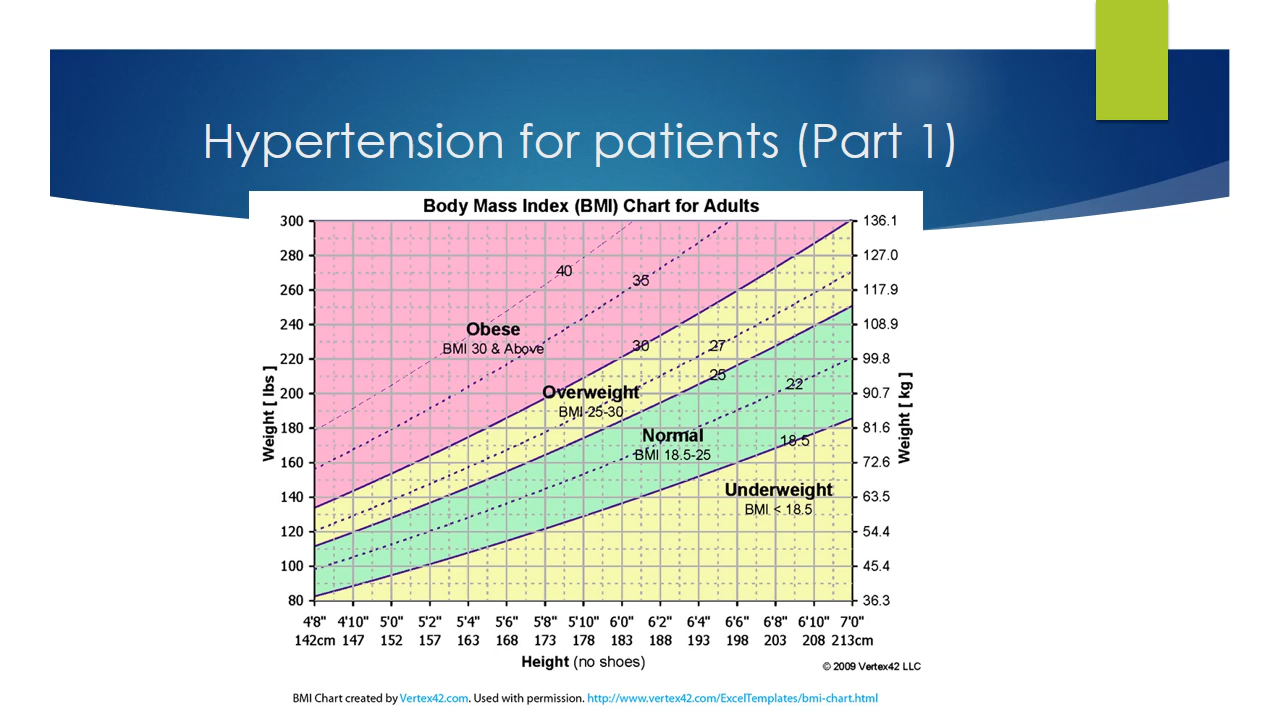 Hypertension for patients (Part 1)
Body Mass Index (BMI) Chart for Adults
300 136.1
280 127.0
40
35
260 117.9
240 108.9
Obese
BMI 30 & Above
30 27
220 99.8
25
22
200 90.7
Overweight
BMI 25-30
180 81.6
Normal
18.5
BMI 18.5-25
160 72.6
Underweight
140 63.5
BMI < 18.5
120 54.4
100 45.4
80 36.3
Weight [ lbs ]
Weight [ kg ]
4'8" 4'10" 5'0" 5'2" 5'4" 5'6" 5'8" 5'10" 6'0" 6'2" 6'4" 6'6" 6'8" 6'10" 7'0"
142cm 147 152 157 163 168 173 178 183 188 193 198 203 208 213cm
Height (no shoes)
© 2009 Vertex42 LLC
BMI Chart created by Vertex42.com. Used with permission. http://www.vertex42.com/ExcelTemplates/bmi-chart.html